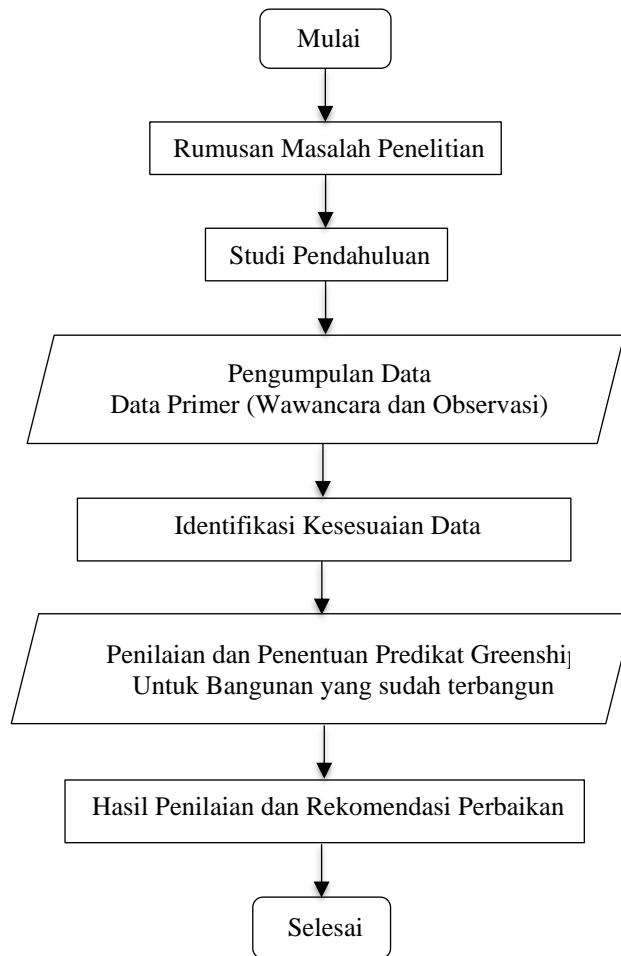 Mulai
Rumusan Masalah Penelitian
Studi Pendahuluan
Pengumpulan Data
Data Primer (Wawancara dan Observasi)
Identifikasi Kesesuaian Data
Penilaian dan Penentuan Predikat Greenship
Untuk Bangunan yang sudah terbangun
Hasil Penilaian dan Rekomendasi Perbaikan
Selesai